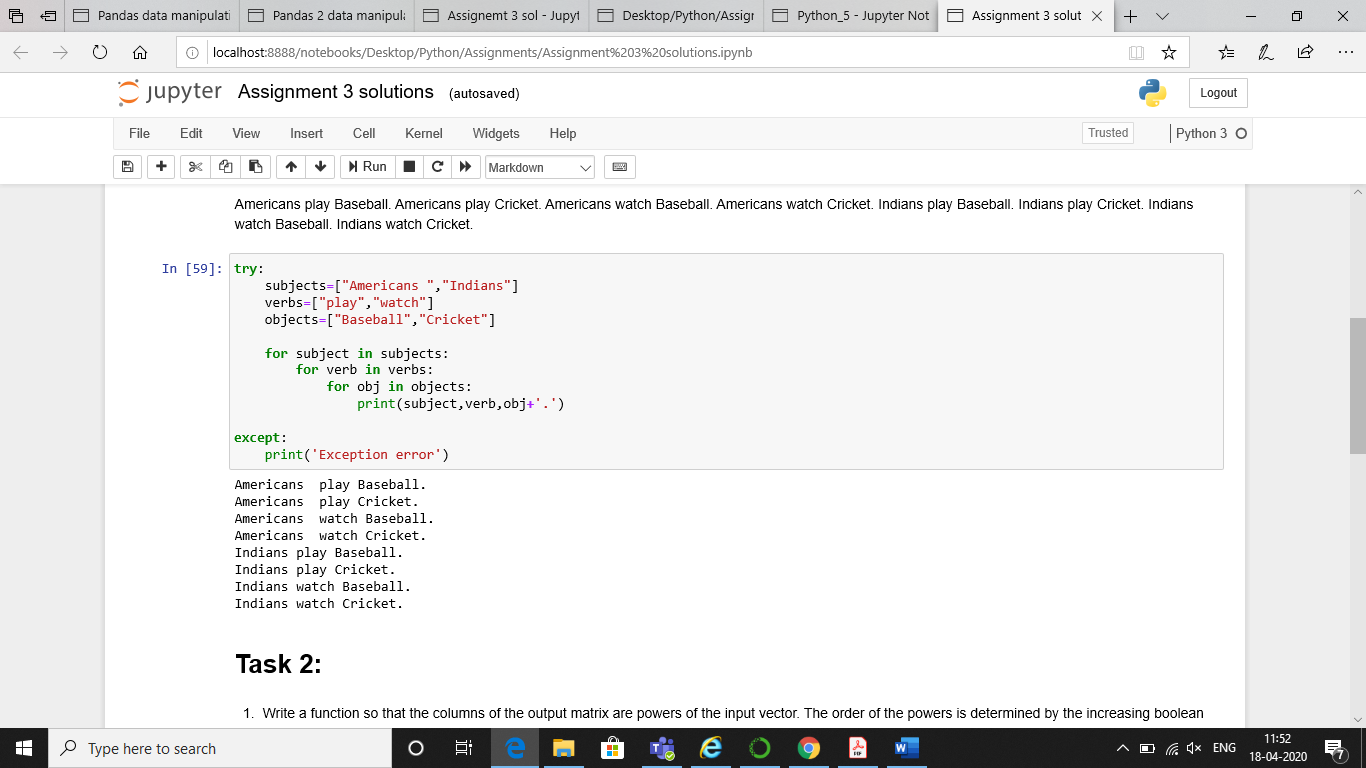 Pandas data manipulati
Pandas 2 data manipula
Assignemt 3 sol - Jupyt
Desktop/Python/Assign
Python_5 - Jupyter Not
Assignment 3 solut
localhost:8888/notebooks/Desktop/Python/Assignments/Assignment%203%20solutions.ipynb
jupyter Assignment 3 solutions (autosaved)
Logout
File Edit View Insert Cell Kernel Widgets Help
Trusted
Python 3
Run
Markdown
Americans play Baseball. Americans play Cricket. Americans watch Baseball. Americans watch Cricket. Indians play Baseball. Indians play Cricket. Indians
watch Baseball. Indians watch Cricket.
In [59]: try:
    subjects=["Americans ","Indians"]
    verbs=["play","watch"]
    objects=["Baseball","Cricket"]

    for subject in subjects:
        for verb in verbs:
            for obj in objects:
                print(subject,verb,obj+'.')

except:
    print('Exception error')
Americans  play Baseball.
Americans  play Cricket.
Americans  watch Baseball.
Americans  watch Cricket.
Indians play Baseball.
Indians play Cricket.
Indians watch Baseball.
Indians watch Cricket.
Task 2:
1. Write a function so that the columns of the output matrix are powers of the input vector. The order of the powers is determined by the increasing boolean
Type here to search
ENG
11:52
18-04-2020
7